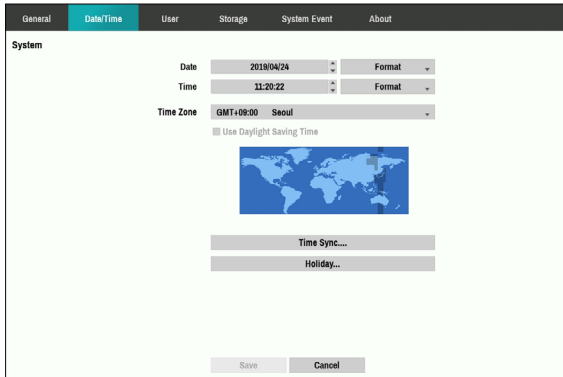 General Date/Time User Storage System Event About
System
Date 2019/04/24 Format
Time 11:20:22 Format
Time Zone GMT+09:00 Seoul
Use Daylight Saving Time
Time Sync....
Holiday...
Save Cancel